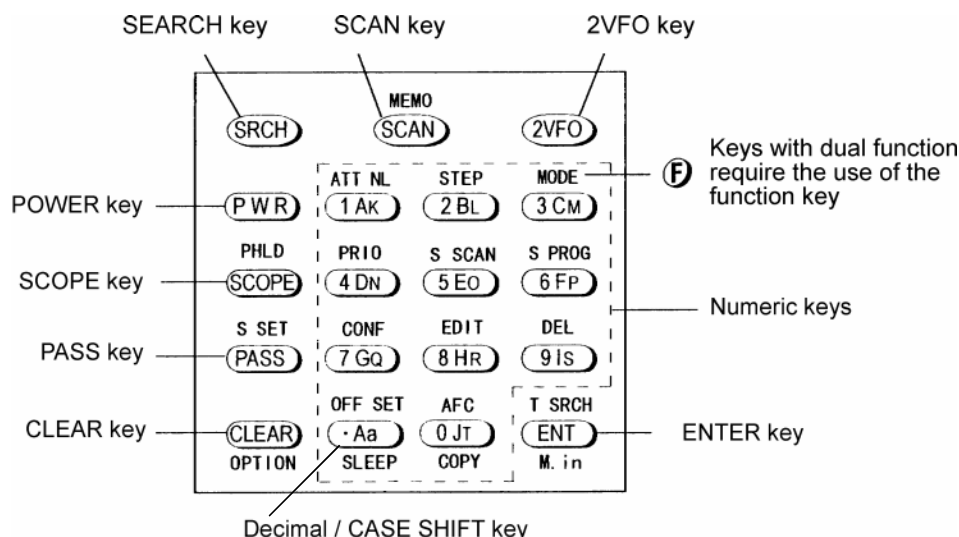 SEARCH key SCAN key 2VFO key
MEMO
SRCH SCAN 2VFO
Keys with dual function
F require the use of the
function key
ATT NL STEP MODE
POWER key PWR 1 AK 2 BL 3 CM
PHLD PRIO S SCAN S PROG
SCOPE key SCOPE 4 DN 5 EO 6 FP
Numeric keys
S SET CONF EDIT DEL
PASS key PASS 7 GQ 8 HR 9 IS
OFF SET AFC T SRCH
CLEAR key CLEAR ·Aa 0 JT ENT ENTER key
OPTION SLEEP COPY M.in
Decimal / CASE SHIFT key